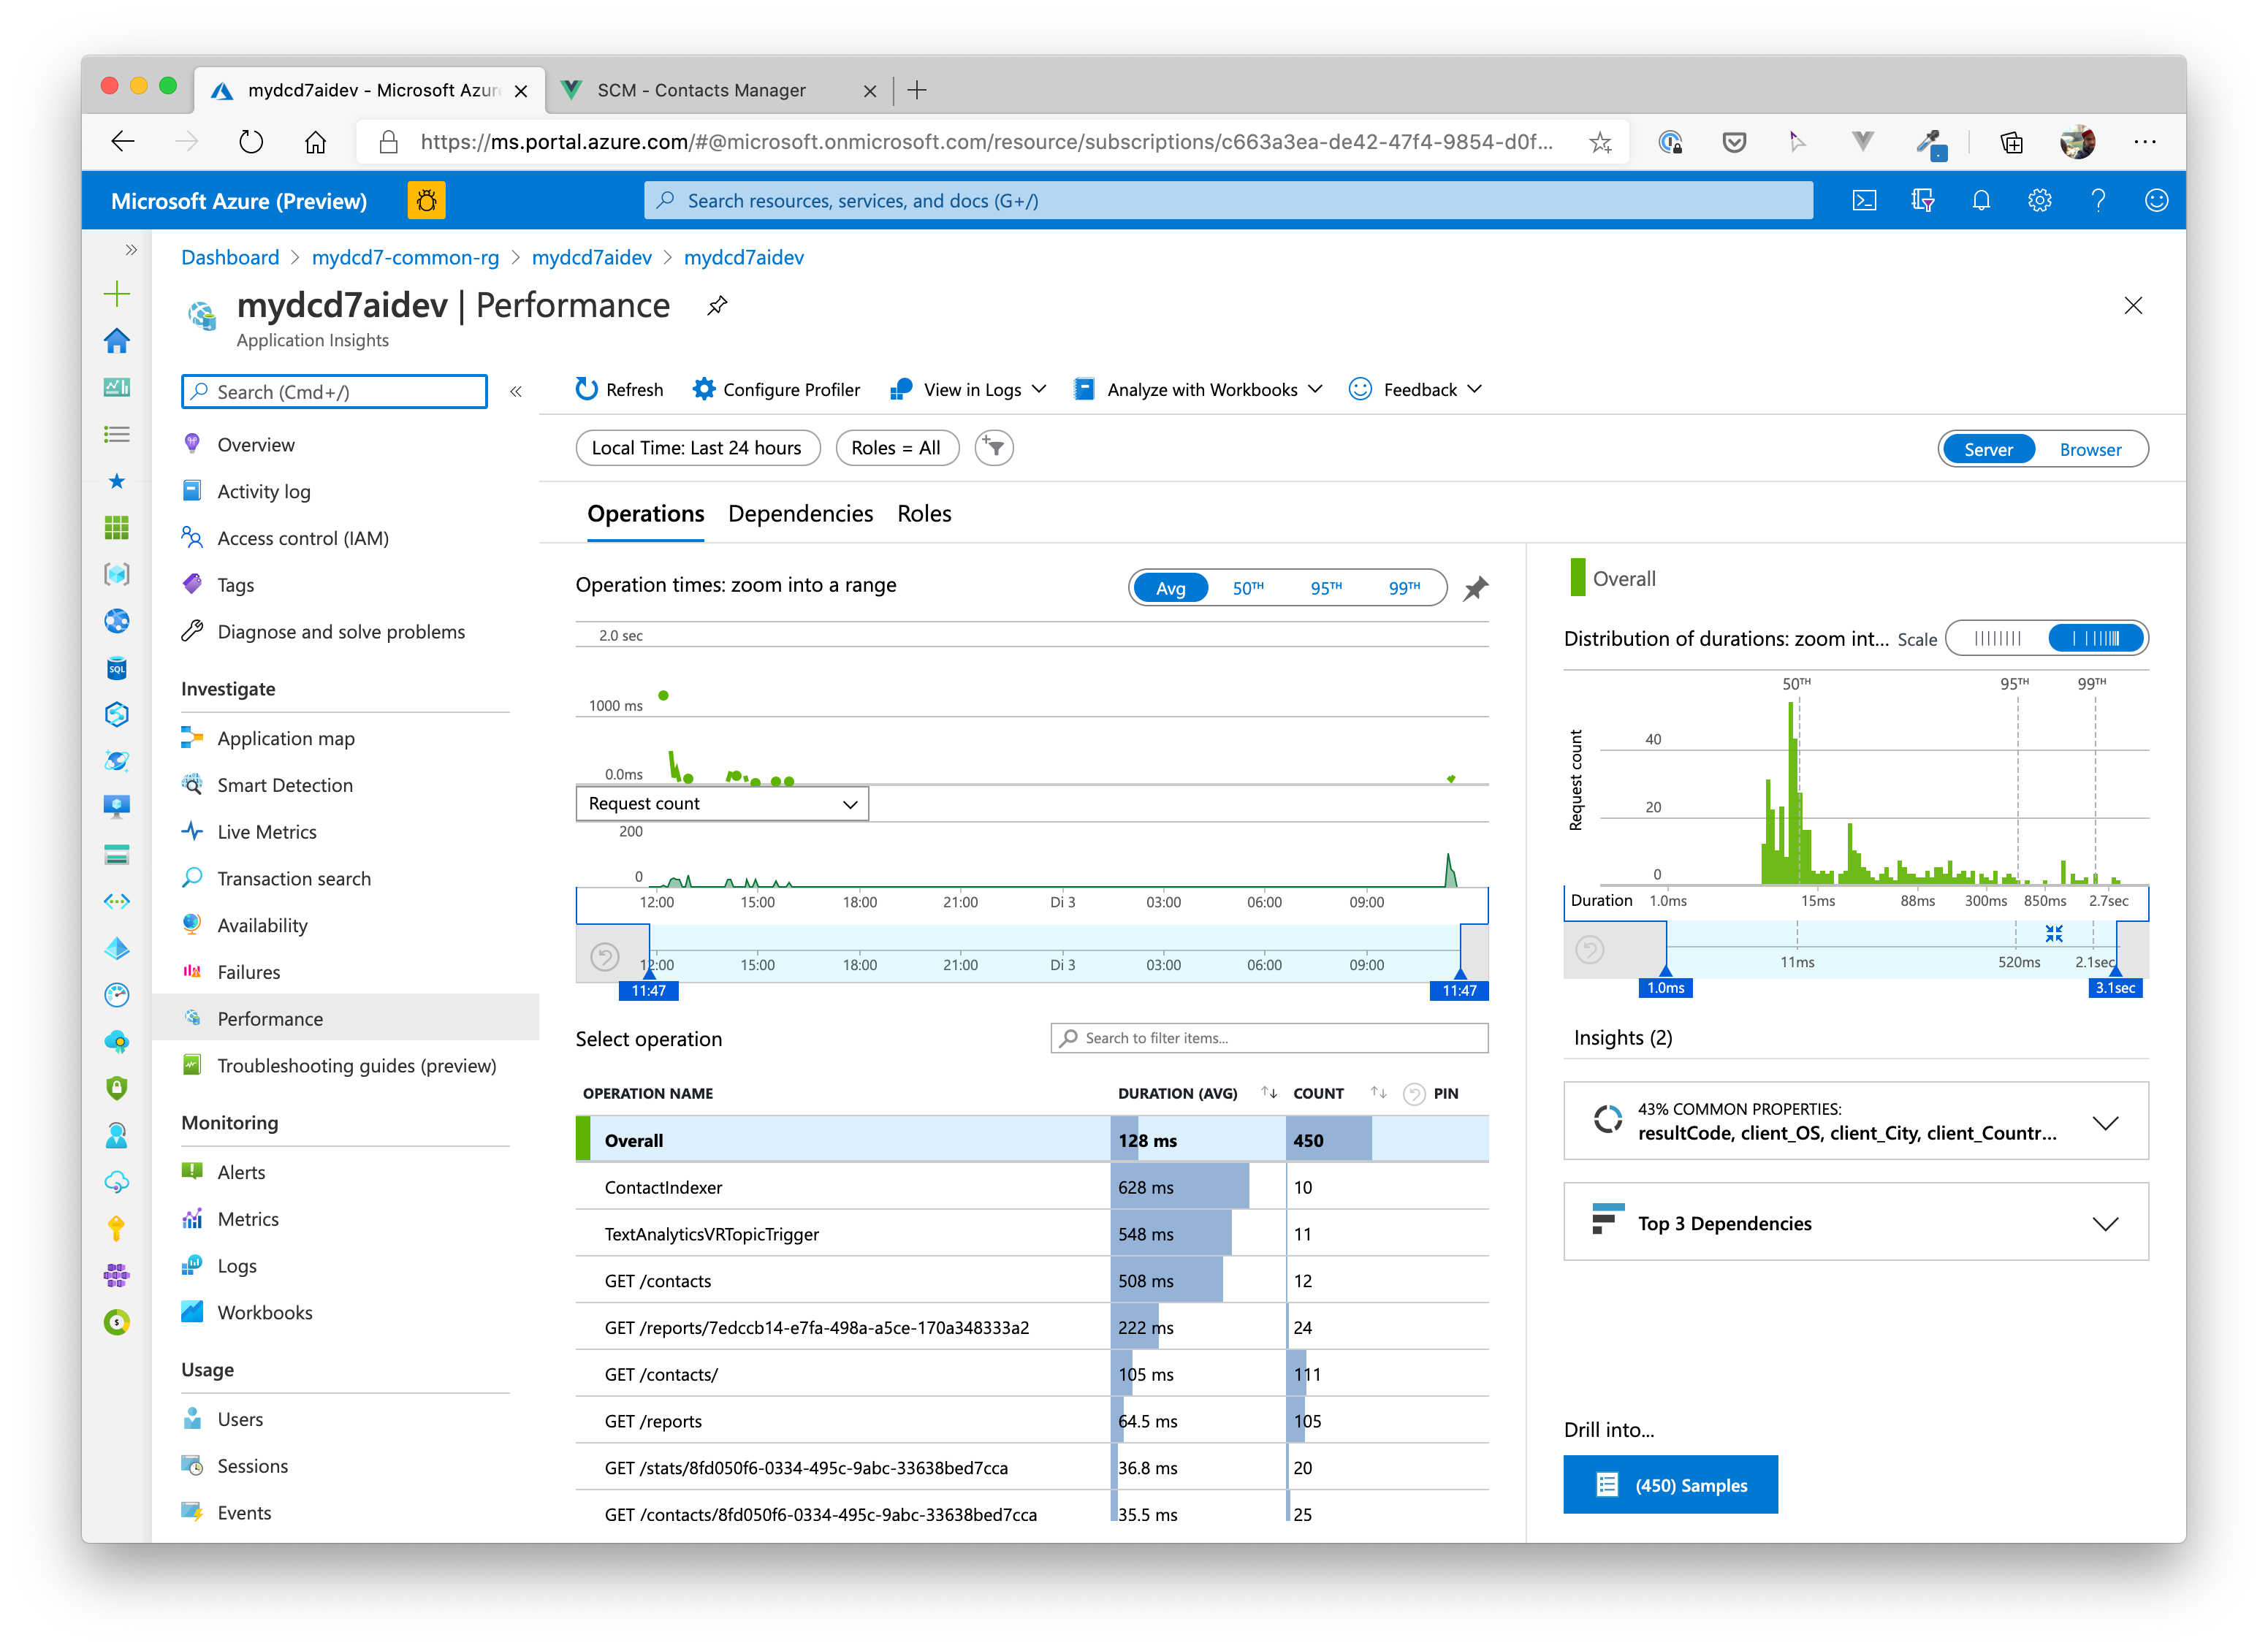 mydcd7aidev - Microsoft Azur
SCM - Contacts Manager
https://ms.portal.azure.com/#@microsoft.onmicrosoft.com/resource/subscriptions/c663a3ea-de42-47f4-9854-d0f...
Microsoft Azure (Preview)
Search resources, services, and docs (G+/)
Dashboard > mydcd7-common-rg > mydcd7aidev > mydcd7aidev
mydcd7aidev | Performance
Application Insights
Search (Cmd+/)
Overview
Activity log
Access control (IAM)
Tags
Diagnose and solve problems
Investigate
Application map
Smart Detection
Live Metrics
Transaction search
Availability
Failures
Performance
Troubleshooting guides (preview)
Monitoring
Alerts
Metrics
Logs
Workbooks
Usage
Users
Sessions
Events
SQL
Refresh Configure Profiler View in Logs Analyze with Workbooks Feedback
Local Time: Last 24 hours Roles = All
Server Browser
Operations Dependencies Roles
Operation times: zoom into a range
Avg 50TH 95TH 99TH
2.0 sec
1000 ms
0.0ms
Request count
200
0
12:00 15:00 18:00 21:00 Di 3 03:00 06:00 09:00
12:00 15:00 18:00 21:00 Di 3 03:00 06:00 09:00
11:47 11:47
Select operation
Search to filter items...
OPERATION NAME DURATION (AVG) COUNT PIN
Overall 128 ms 450
ContactIndexer 628 ms 10
TextAnalyticsVRTopicTrigger 548 ms 11
GET /contacts 508 ms 12
GET /reports/7edccb14-e7fa-498a-a5ce-170a348333a2 222 ms 24
GET /contacts/ 105 ms 111
GET /reports 64.5 ms 105
GET /stats/8fd050f6-0334-495c-9abc-33638bed7cca 36.8 ms 20
GET /contacts/8fd050f6-0334-495c-9abc-33638bed7cca 35.5 ms 25
Overall
Distribution of durations: zoom int... Scale
50TH 95TH 99TH
Request count
40
20
0
Duration 1.0ms 15ms 88ms 300ms 850ms 2.7sec
11ms 520ms 2.1sec
1.0ms 3.1sec
Insights (2)
43% COMMON PROPERTIES:
resultCode, client_OS, client_City, client_Countr...
Top 3 Dependencies
Drill into...
(450) Samples